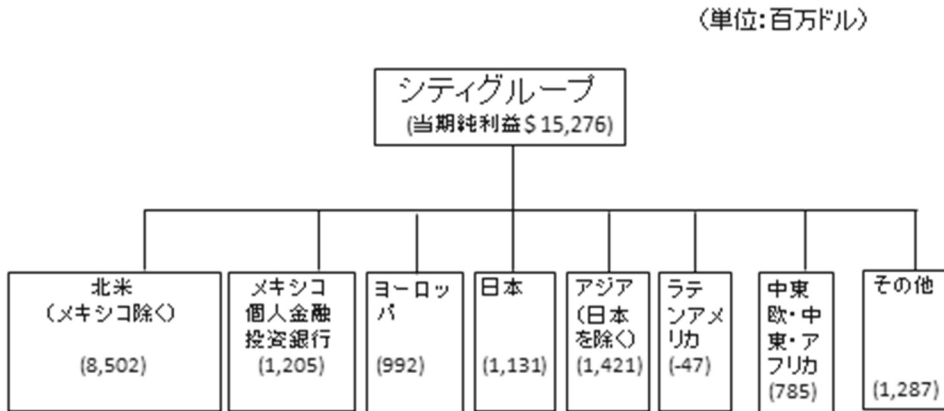 （単位：百万ドル）
シティグループ
(当期純利益＄15,276)
北米
（メキシコ除く）
(8,502)
メキシコ
個人金融
投資銀行
(1,205)
ヨーロッ
パ
(992)
日本
(1,131)
アジア
(日本
を除く)
(1,421)
ラテ
ンアメ
リカ
(-47)
中東
欧・中
東・ア
フリカ
(785)
その他
(1,287)